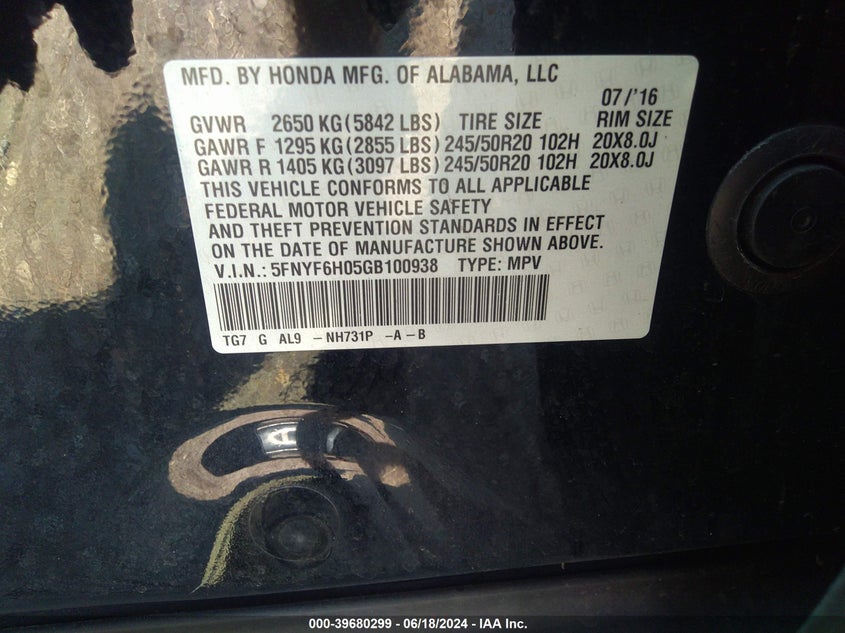 MFD. BY HONDA MFG. OF ALABAMA, LLC
07/'16
GVWR 2650 KG(5842 LBS) TIRE SIZE RIM SIZE
GAWR F 1295 KG(2855 LBS)245/50R20 102H 20X8.0J
GAWR R 1405 KG(3097 LBS)245/50R20 102H 20X8.0J
THIS VEHICLE CONFORMS TO ALL APPLICABLE
FEDERAL MOTOR VEHICLE SAFETY
AND THEFT PREVENTION STANDARDS IN EFFECT
ON THE DATE OF MANUFACTURE SHOWN ABOVE.
V.I.N.: 5FNYF6H05GB100938 TYPE: MPV
TG7 G AL9 -NH731P -A-B
000-39680299 - 06/18/2024 - IAA Inc.